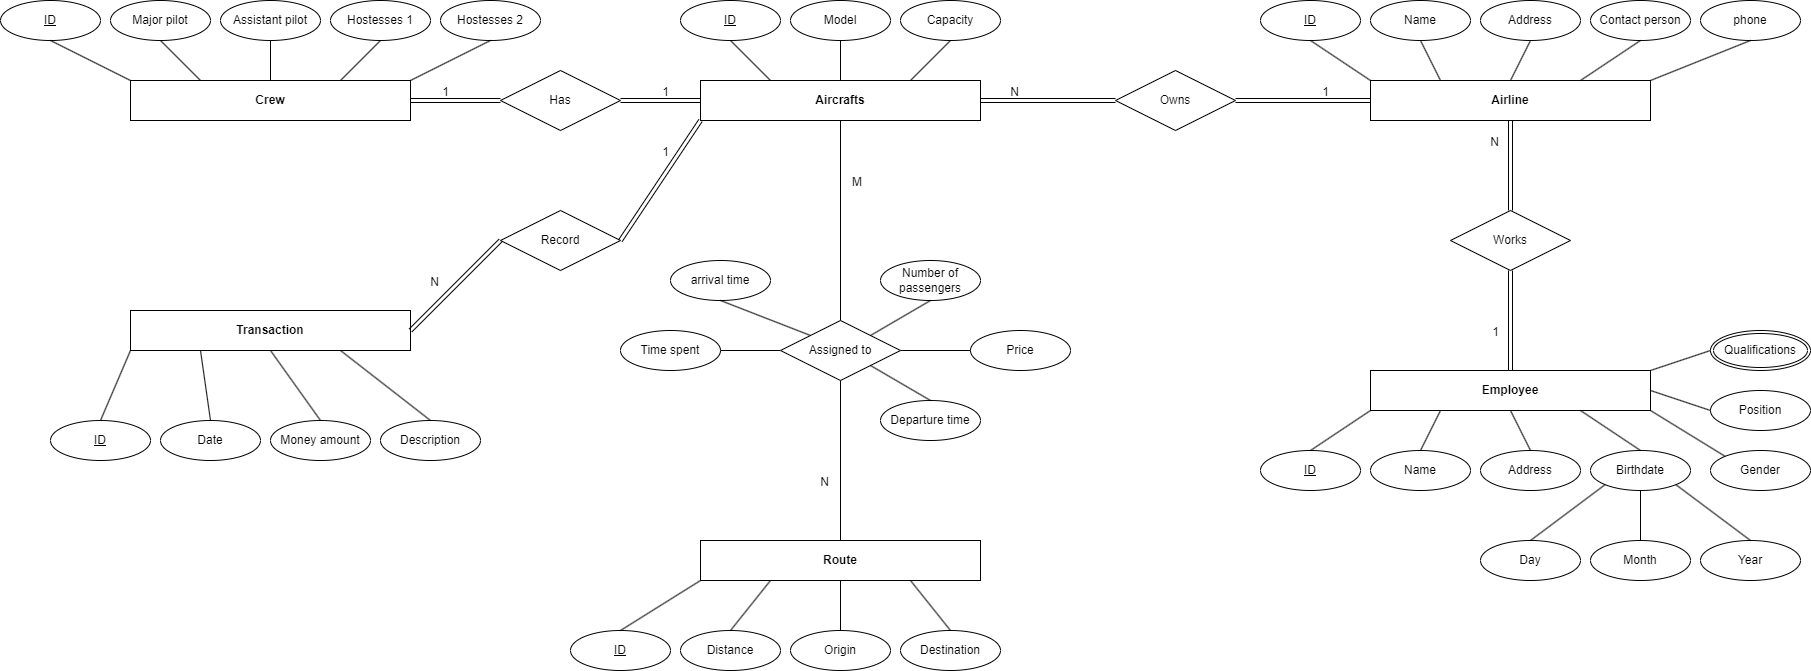 ID
Major pilot
Assistant pilot
Hostesses 1
Hostesses 2
ID
Model
Capacity
ID
Name
Address
Contact person
phone
Crew
1
Has
1
Aircrafts
N
Owns
1
Airline
1
M
N
Record
Works
N
arrival time
Number of
passengers
Transaction
Time spent
Assigned to
Price
1
Qualifications
Employee
Position
Departure time
ID
Date
Money amount
Description
ID
Name
Address
Birthdate
Gender
N
Route
Day
Month
Year
ID
Distance
Origin
Destination